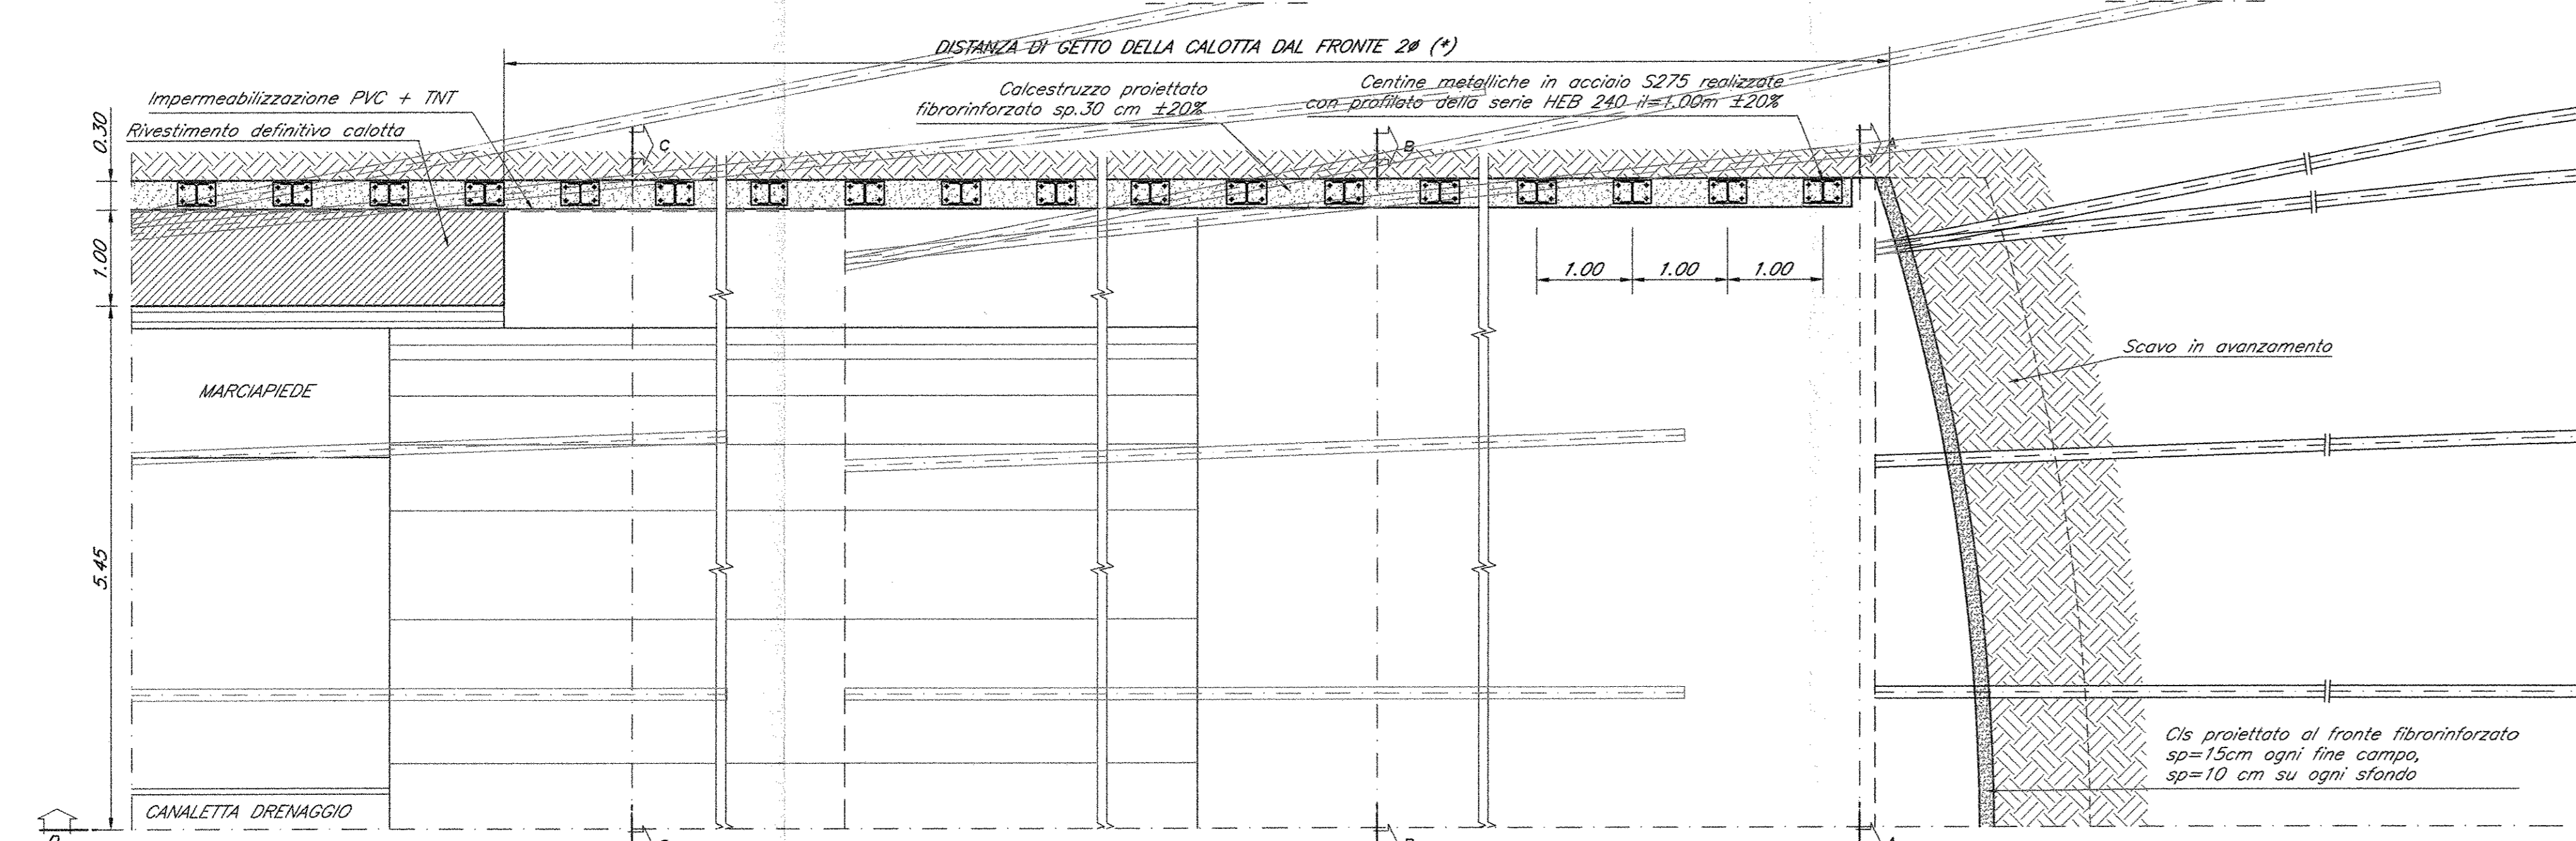 DISTANZA DI GETTO DELLA CALOTTA DAL FRONTE 2ø (*)
Impermeabilizzazione PVC + TNT
Rivestimento definitivo calotta
Calcestruzzo proiettato
fibrorinforzato sp.30 cm ±20%
Centine metalliche in acciaio S275 realizzate
con profilato della serie HEB 240 i=1.00m ±20%
0.30
C
B
A
1.00
1.00
1.00
1.00
Scavo in avanzamento
MARCIAPIEDE
5.45
Cls proiettato al fronte fibrorinforzato
sp=15cm ogni fine campo,
sp=10 cm su ogni sfondo
CANALETTA DRENAGGIO